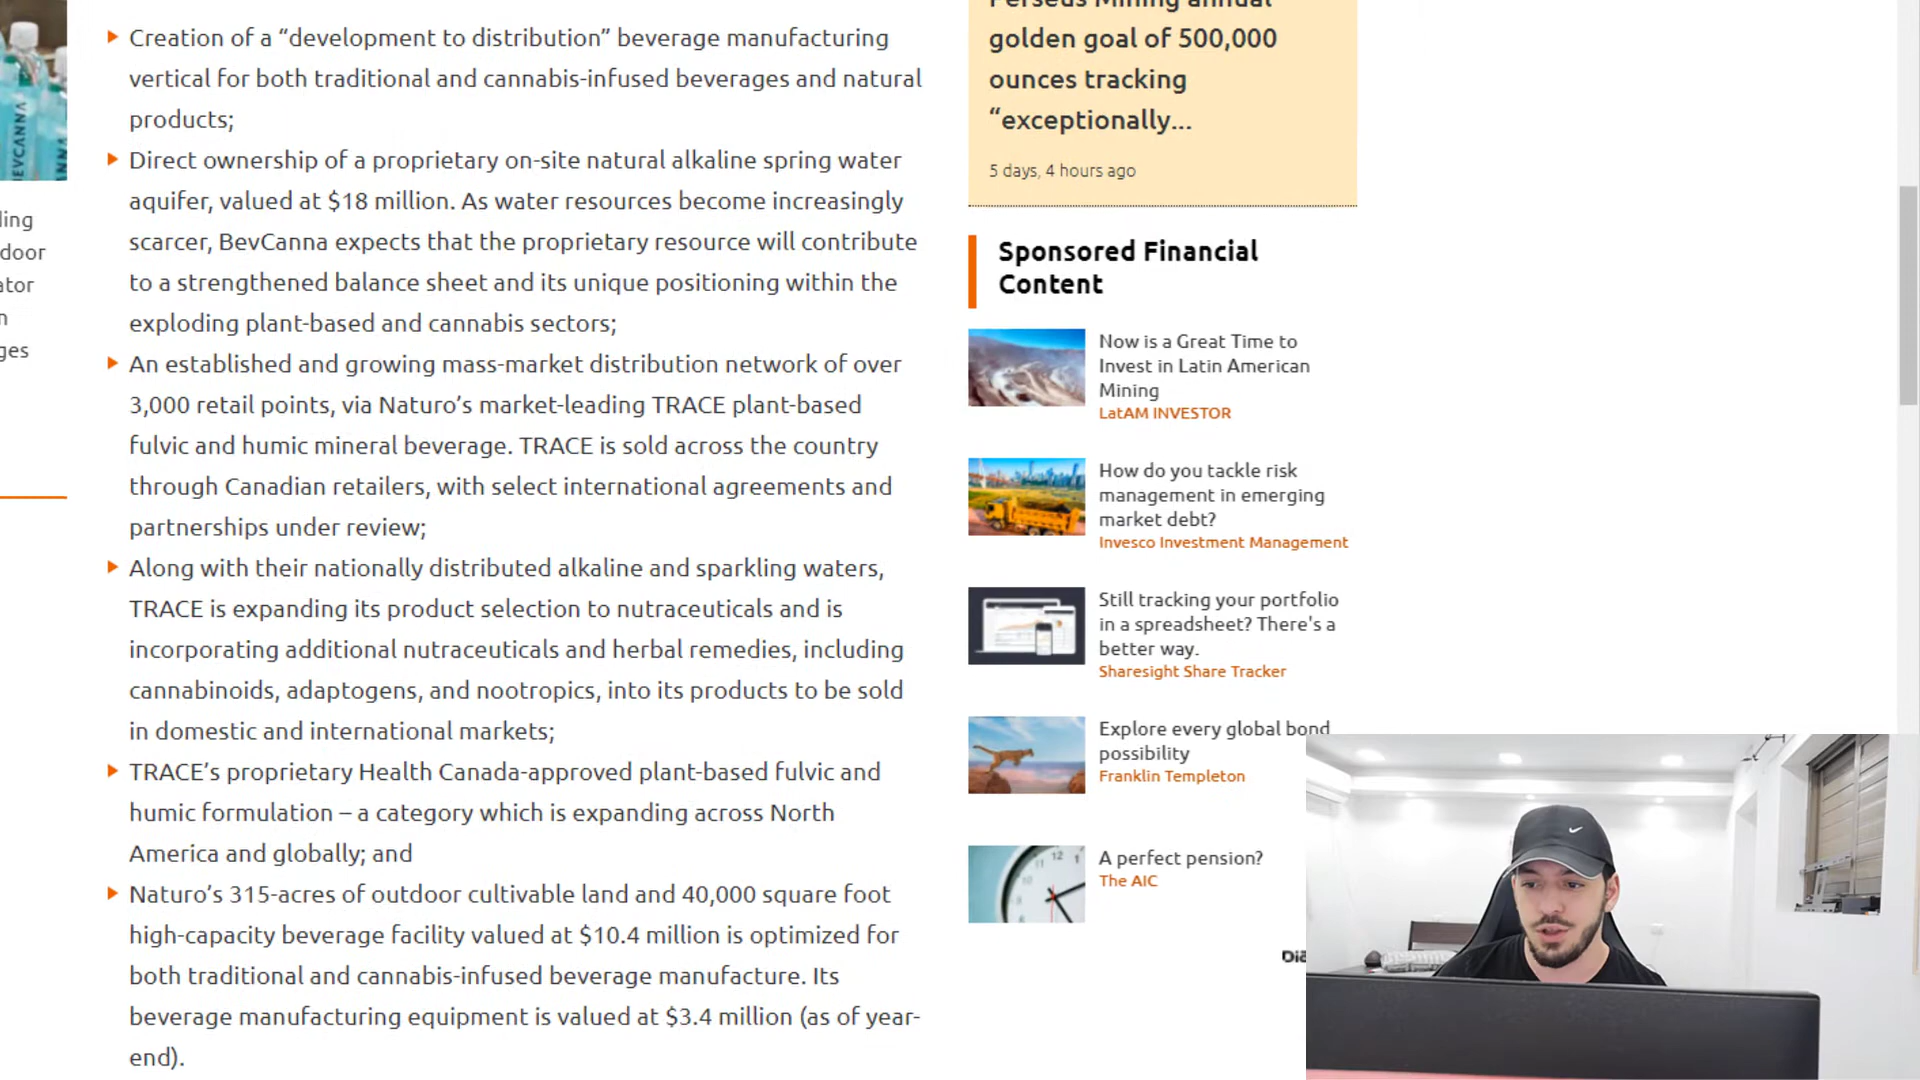 EVCANNA
ANNA
ling
door
ator
n
ges
Creation of a “development to distribution” beverage manufacturing
vertical for both traditional and cannabis-infused beverages and natural
products;
Direct ownership of a proprietary on-site natural alkaline spring water
aquifer, valued at $18 million. As water resources become increasingly
scarcer, BevCanna expects that the proprietary resource will contribute
to a strengthened balance sheet and its unique positioning within the
exploding plant-based and cannabis sectors;
An established and growing mass-market distribution network of over
3,000 retail points, via Naturo’s market-leading TRACE plant-based
fulvic and humic mineral beverage. TRACE is sold across the country
through Canadian retailers, with select international agreements and
partnerships under review;
Along with their nationally distributed alkaline and sparkling waters,
TRACE is expanding its product selection to nutraceuticals and is
incorporating additional nutraceuticals and herbal remedies, including
cannabinoids, adaptogens, and nootropics, into its products to be sold
in domestic and international markets;
TRACE’s proprietary Health Canada-approved plant-based fulvic and
humic formulation – a category which is expanding across North
America and globally; and
Naturo’s 315-acres of outdoor cultivable land and 40,000 square foot
high-capacity beverage facility valued at $10.4 million is optimized for
both traditional and cannabis-infused beverage manufacture. Its
beverage manufacturing equipment is valued at $3.4 million (as of year-
end).
Perseus Mining annual
golden goal of 500,000
ounces tracking
“exceptionally...
5 days, 4 hours ago
Sponsored Financial
Content
Now is a Great Time to
Invest in Latin American
Mining
LatAM INVESTOR
How do you tackle risk
management in emerging
market debt?
Invesco Investment Management
Still tracking your portfolio
in a spreadsheet? There's a
better way.
Sharesight Share Tracker
Explore every global bond
possibility
Franklin Templeton
A perfect pension?
The AIC